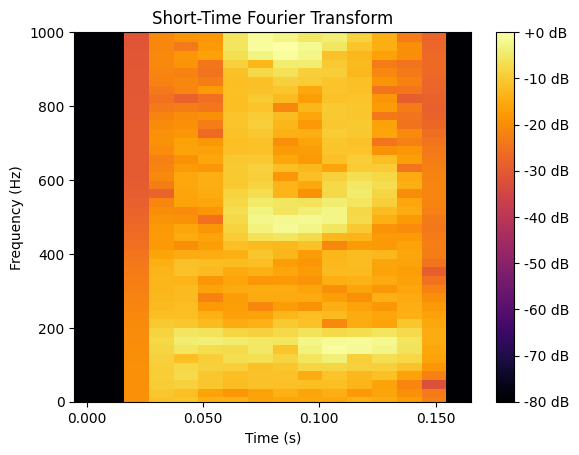 Short-Time Fourier Transform
1000
800
600
400
200
0
Frequency (Hz)
0.000
0.050
0.100
0.150
Time (s)
+0 dB
-10 dB
-20 dB
-30 dB
-40 dB
-50 dB
-60 dB
-70 dB
-80 dB